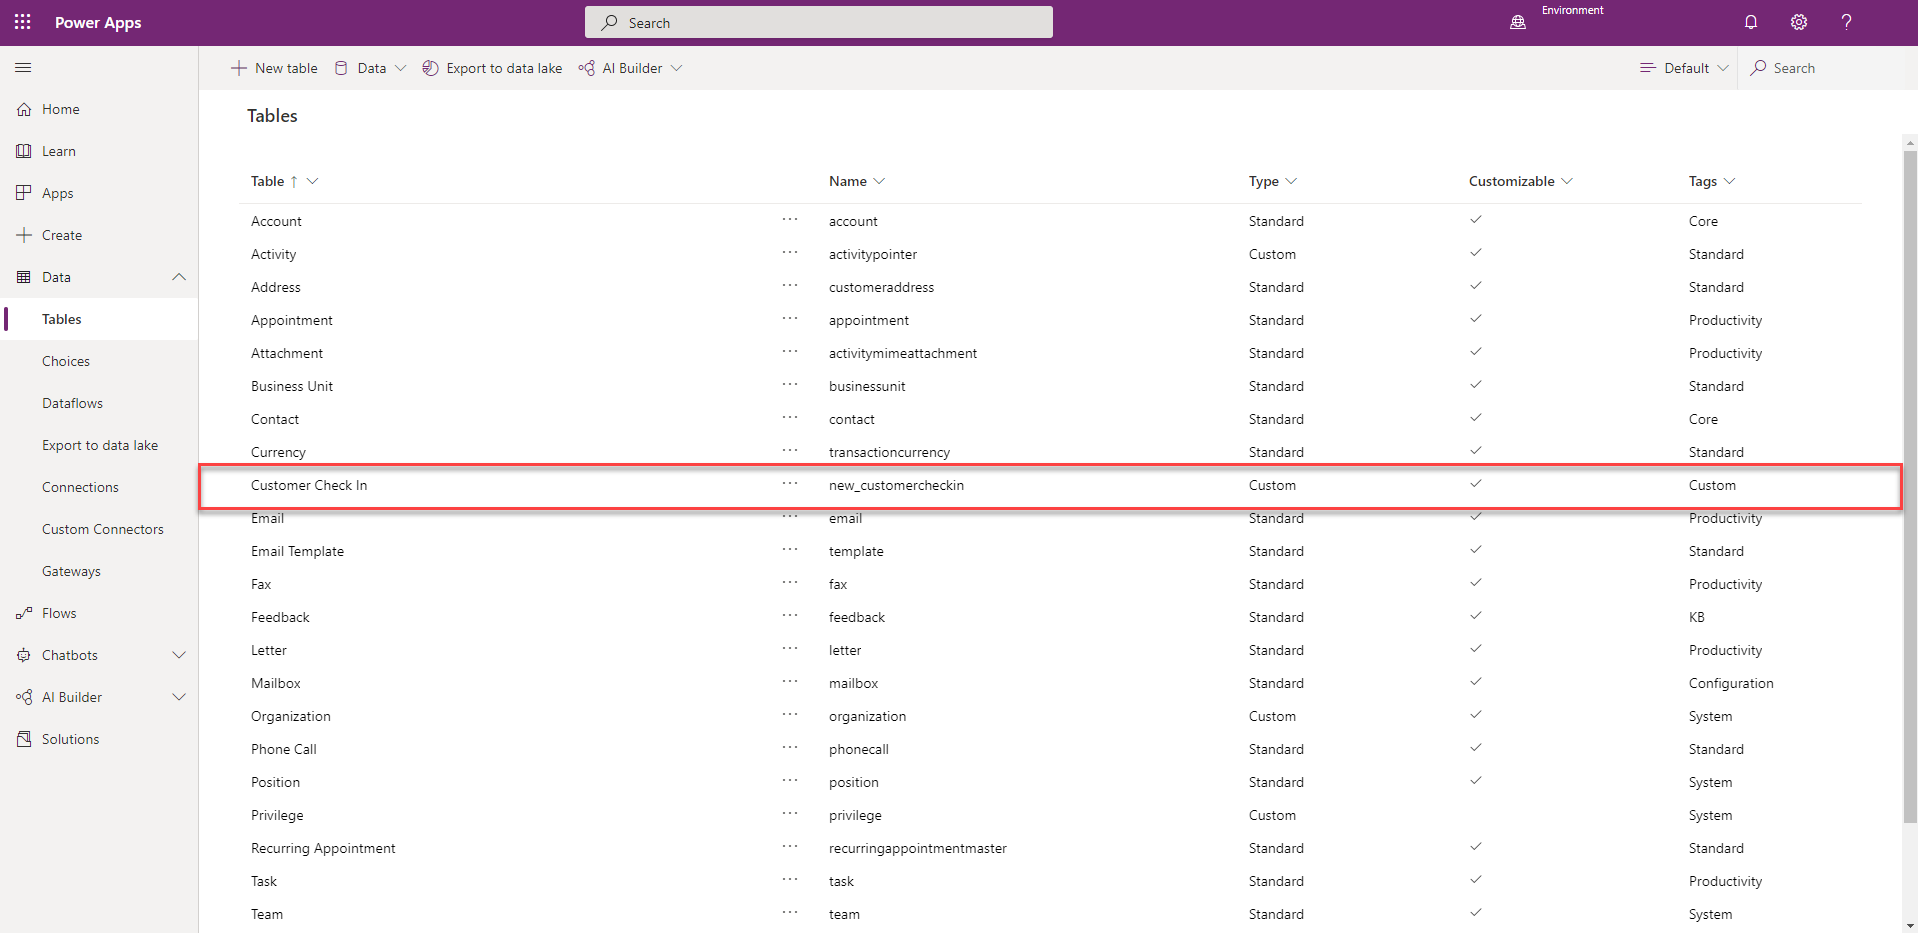 Power Apps
Search
Environment
New table
Data
Export to data lake
AI Builder
Default
Search
Home
Learn
Apps
Create
Data
Tables
Choices
Dataflows
Export to data lake
Connections
Custom Connectors
Gateways
Flows
Chatbots
AI Builder
Solutions
Tables
Table Name Type Customizable Tags
Account account Standard Core
Activity activitypointer Custom Standard
Address customeraddress Standard Standard
Appointment appointment Standard Productivity
Attachment activitymimeattachment Standard Productivity
Business Unit businessunit Standard Standard
Contact contact Standard Core
Currency transactioncurrency Standard Standard
Customer Check In new_customercheckin Custom Custom
Email email Standard Productivity
Email Template template Standard Standard
Fax fax Standard Productivity
Feedback feedback Standard KB
Letter letter Standard Productivity
Mailbox mailbox Standard Configuration
Organization organization Custom System
Phone Call phonecall Standard Standard
Position position Standard System
Privilege privilege Custom System
Recurring Appointment recurringappointmentmaster Standard Standard
Task task Standard Productivity
Team team Standard System